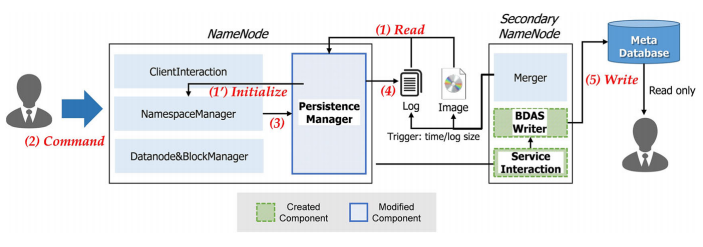 NameNode
(1) Read
Secondary
NameNode
Meta
Database
ClientInteraction
(1') Initialize
NamespaceManager
(2) Command
(3)
Datanode&BlockManager
Persistence
Manager
(4)
Log
Image
Trigger: time/log size
Merger
BDAS
Writer
Service
Interaction
(5) Write
Read only
Created
Component
Modified
Component